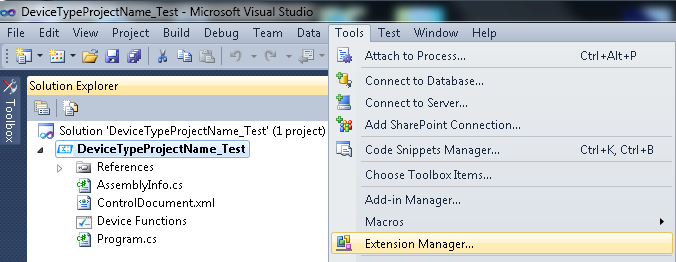 DeviceTypeProjectName_Test - Microsoft Visual Studio
File Edit View Project Build Debug Team Data Tools Test Window Help
Toolbox
Solution Explorer
Solution 'DeviceTypeProjectName_Test' (1 project)
DeviceTypeProjectName_Test
References
AssemblyInfo.cs
ControlDocument.xml
Device Functions
Program.cs
Attach to Process... Ctrl+Alt+P
Connect to Database...
Connect to Server...
Add SharePoint Connection...
Code Snippets Manager... Ctrl+K, Ctrl+B
Choose Toolbox Items...
Add-in Manager...
Macros
Extension Manager...